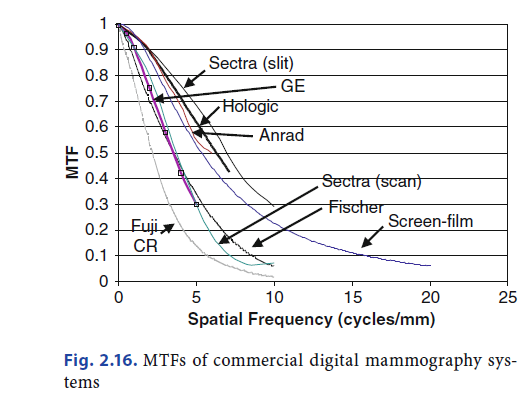 1
0.9
0.8
0.7
0.6
0.5
0.4
0.3
0.2
0.1
0
MTF
Sectra (slit)
GE
Hologic
Anrad
Sectra (scan)
Fischer
Screen-film
Fuji
CR
0 5 10 15 20 25
Spatial Frequency (cycles/mm)
Fig. 2.16. MTFs of commercial digital mammography sys-
tems